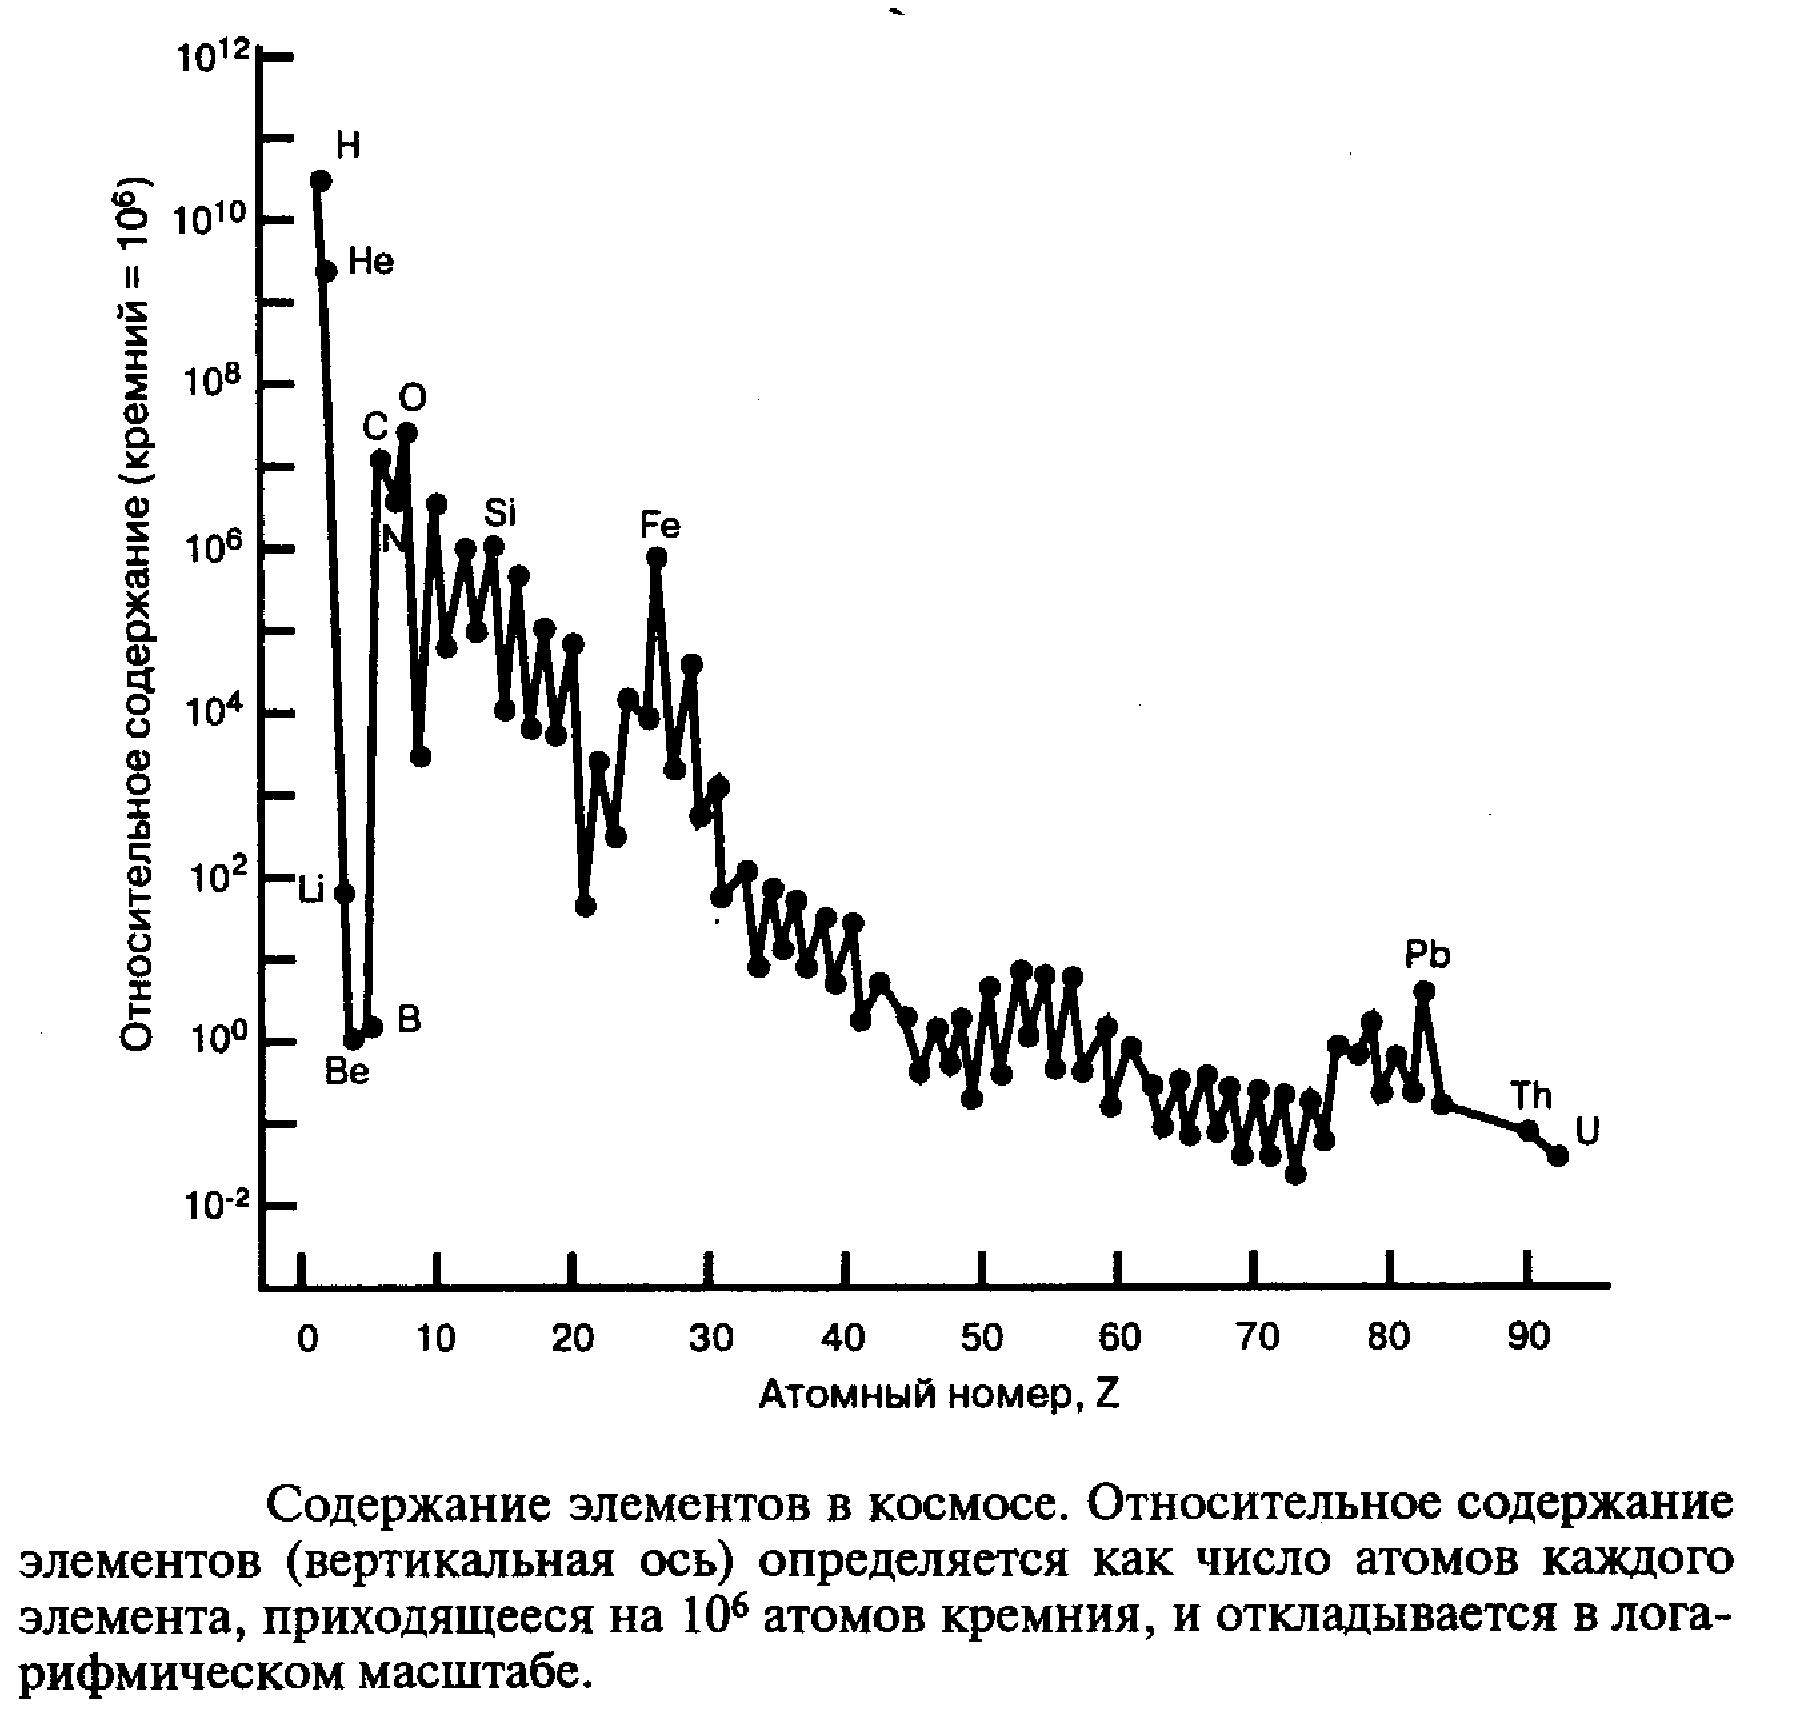 10¹²
H
10¹⁰
He
10⁸
O
C
Si
Fe
N
10⁶
10⁴
10²
Li
Pb
B
10⁰
Be
Th
U
10⁻²
Относительное содержание (кремний = 10⁶)
0 10 20 30 40 50 60 70 80 90
Атомный номер, Z
Содержание элементов в космосе. Относительное содержание
элементов (вертикальная ось) определяется как число атомов каждого
элемента, приходящееся на 10⁶ атомов кремния, и откладывается в лога-
рифмическом масштабе.